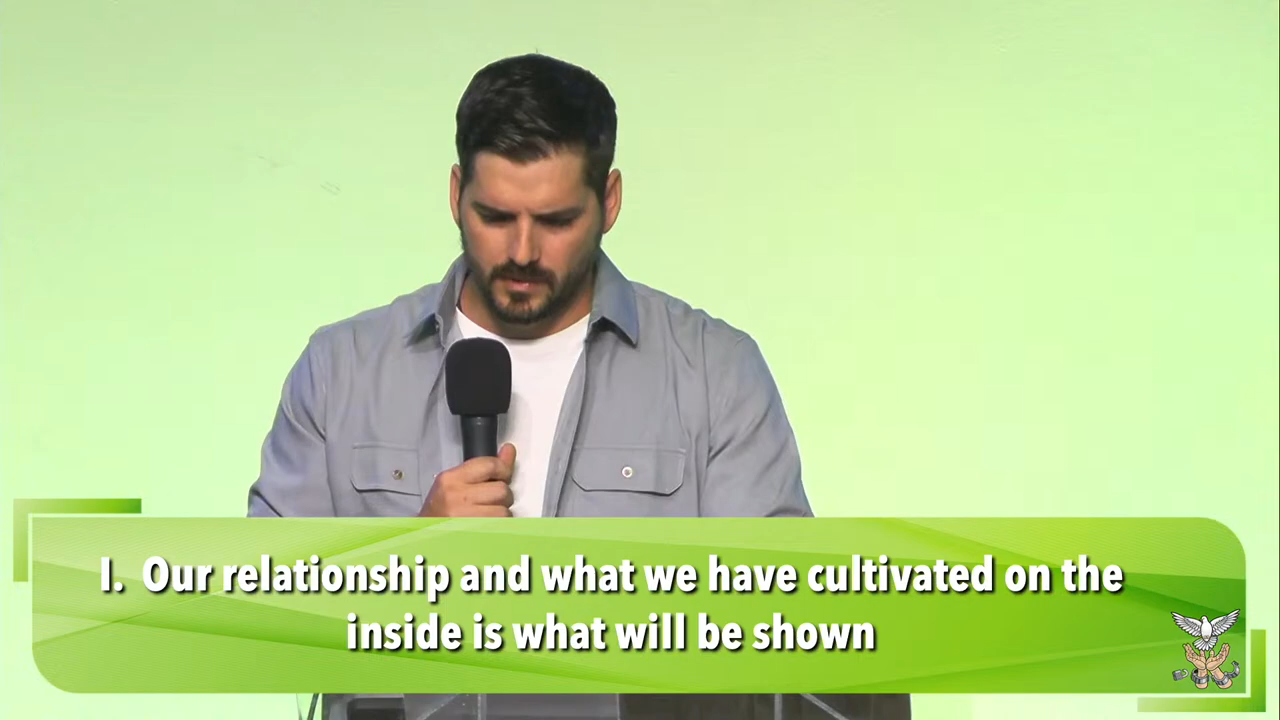 I. Our relationship and what we have cultivated on the
inside is what will be shown